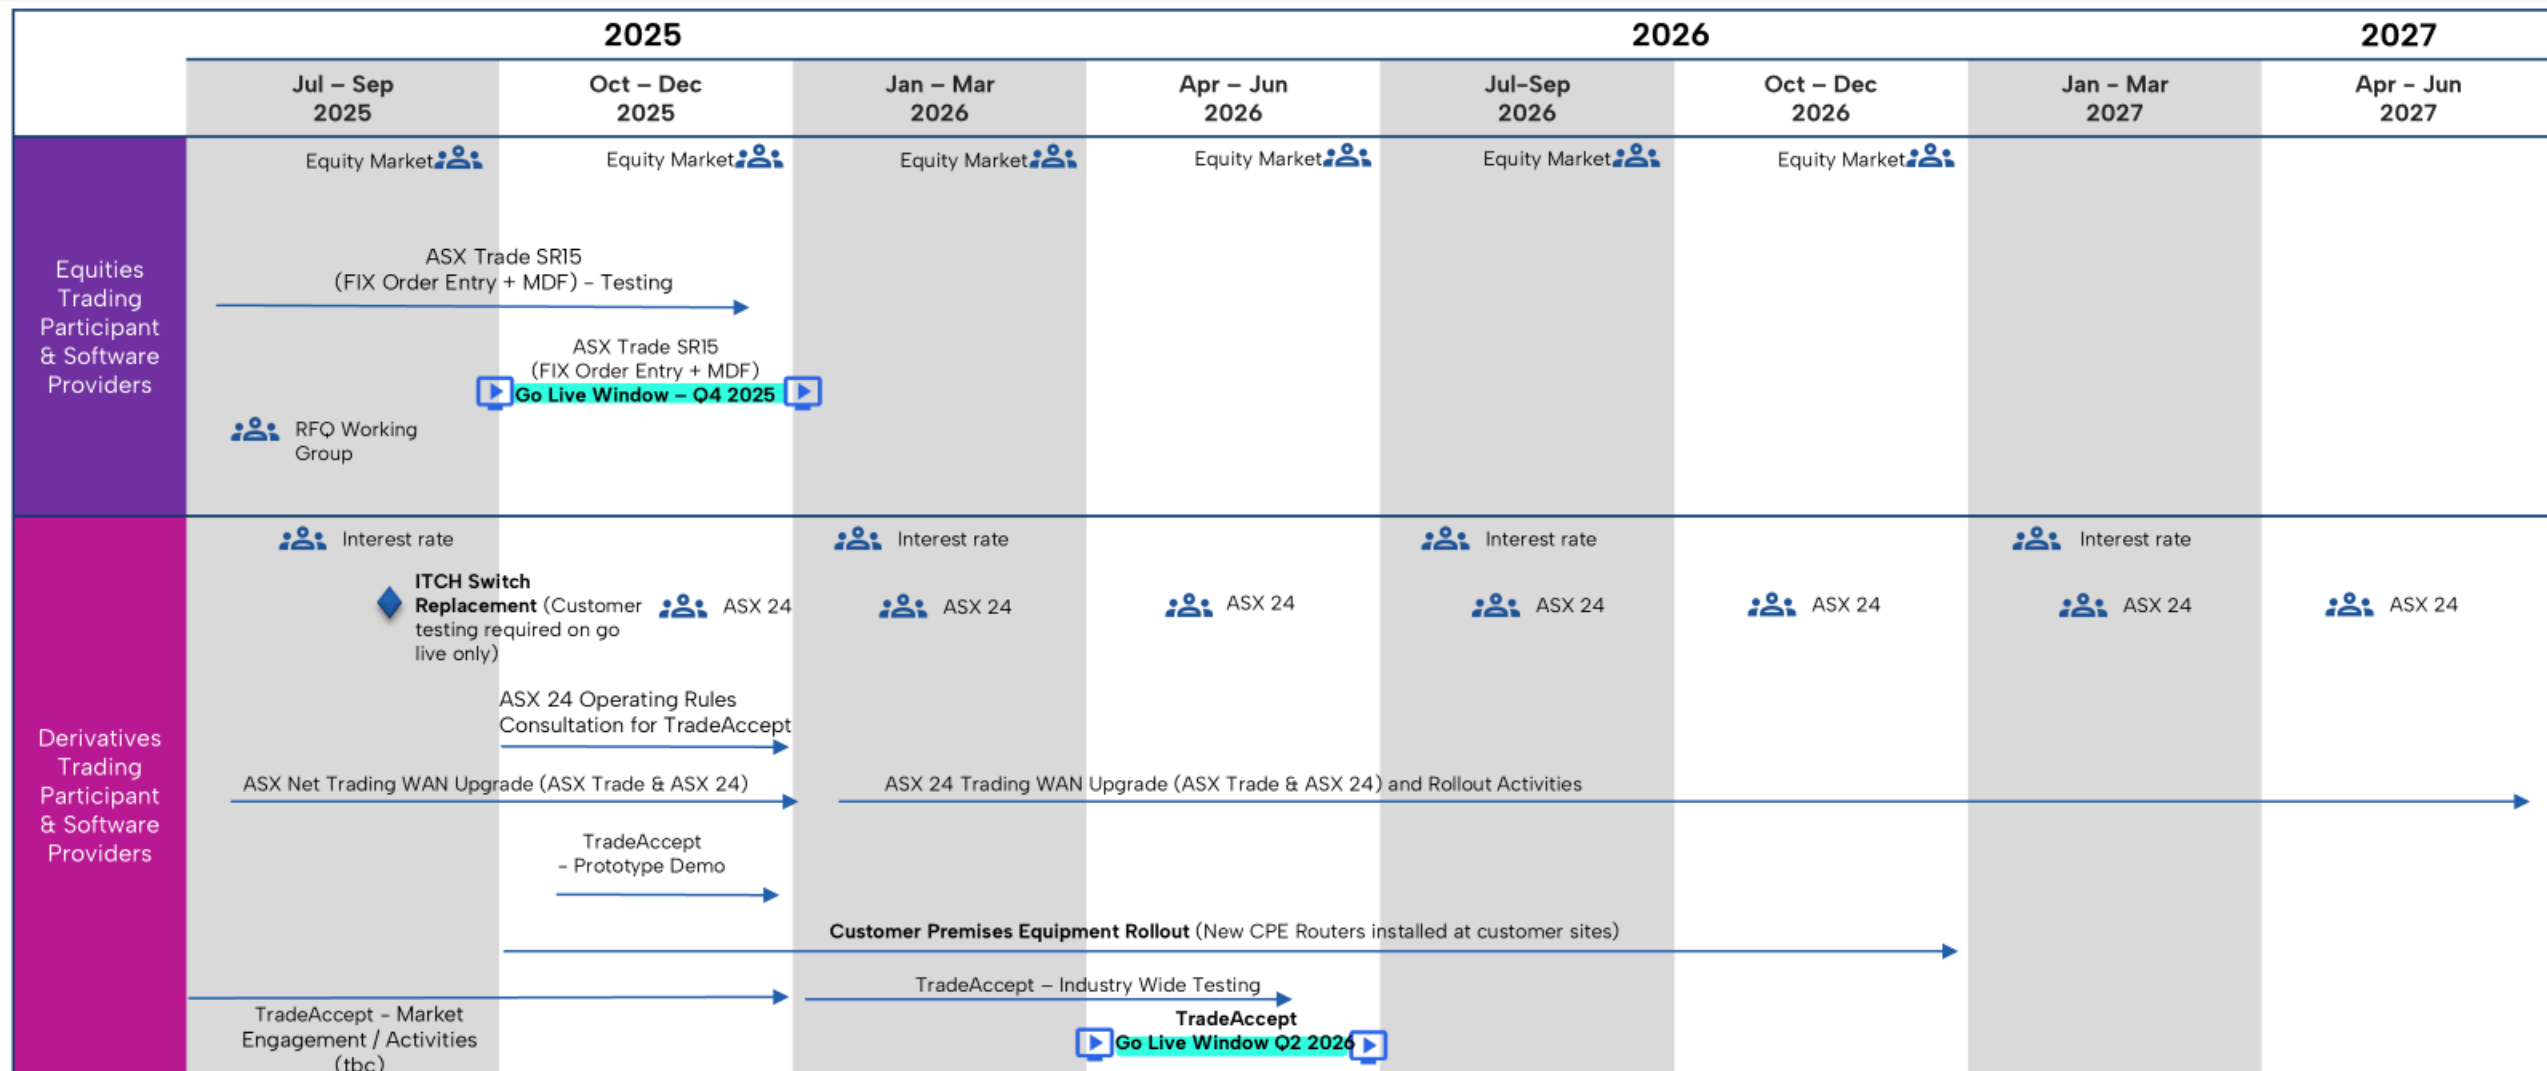 2025
2026
2027
Jul – Sep
2025
Oct – Dec
2025
Jan – Mar
2026
Apr – Jun
2026
Jul-Sep
2026
Oct – Dec
2026
Jan - Mar
2027
Apr - Jun
2027
Equities
Trading
Participant
& Software
Providers
Equity Market
Equity Market
Equity Market
Equity Market
Equity Market
Equity Market
ASX Trade SR15
(FIX Order Entry + MDF) - Testing
ASX Trade SR15
(FIX Order Entry + MDF)
Go Live Window – Q4 2025
RFQ Working
Group
Derivatives
Trading
Participant
& Software
Providers
Interest rate
Interest rate
Interest rate
Interest rate
ITCH Switch
Replacement (Customer
testing required on go
live only)
ASX 24
ASX 24
ASX 24
ASX 24
ASX 24
ASX 24
ASX 24
ASX 24 Operating Rules
Consultation for TradeAccept
ASX Net Trading WAN Upgrade (ASX Trade & ASX 24)
ASX 24 Trading WAN Upgrade (ASX Trade & ASX 24) and Rollout Activities
TradeAccept
- Prototype Demo
Customer Premises Equipment Rollout (New CPE Routers installed at customer sites)
TradeAccept – Industry Wide Testing
TradeAccept - Market
Engagement / Activities
(tbc)
TradeAccept
Go Live Window Q2 2026